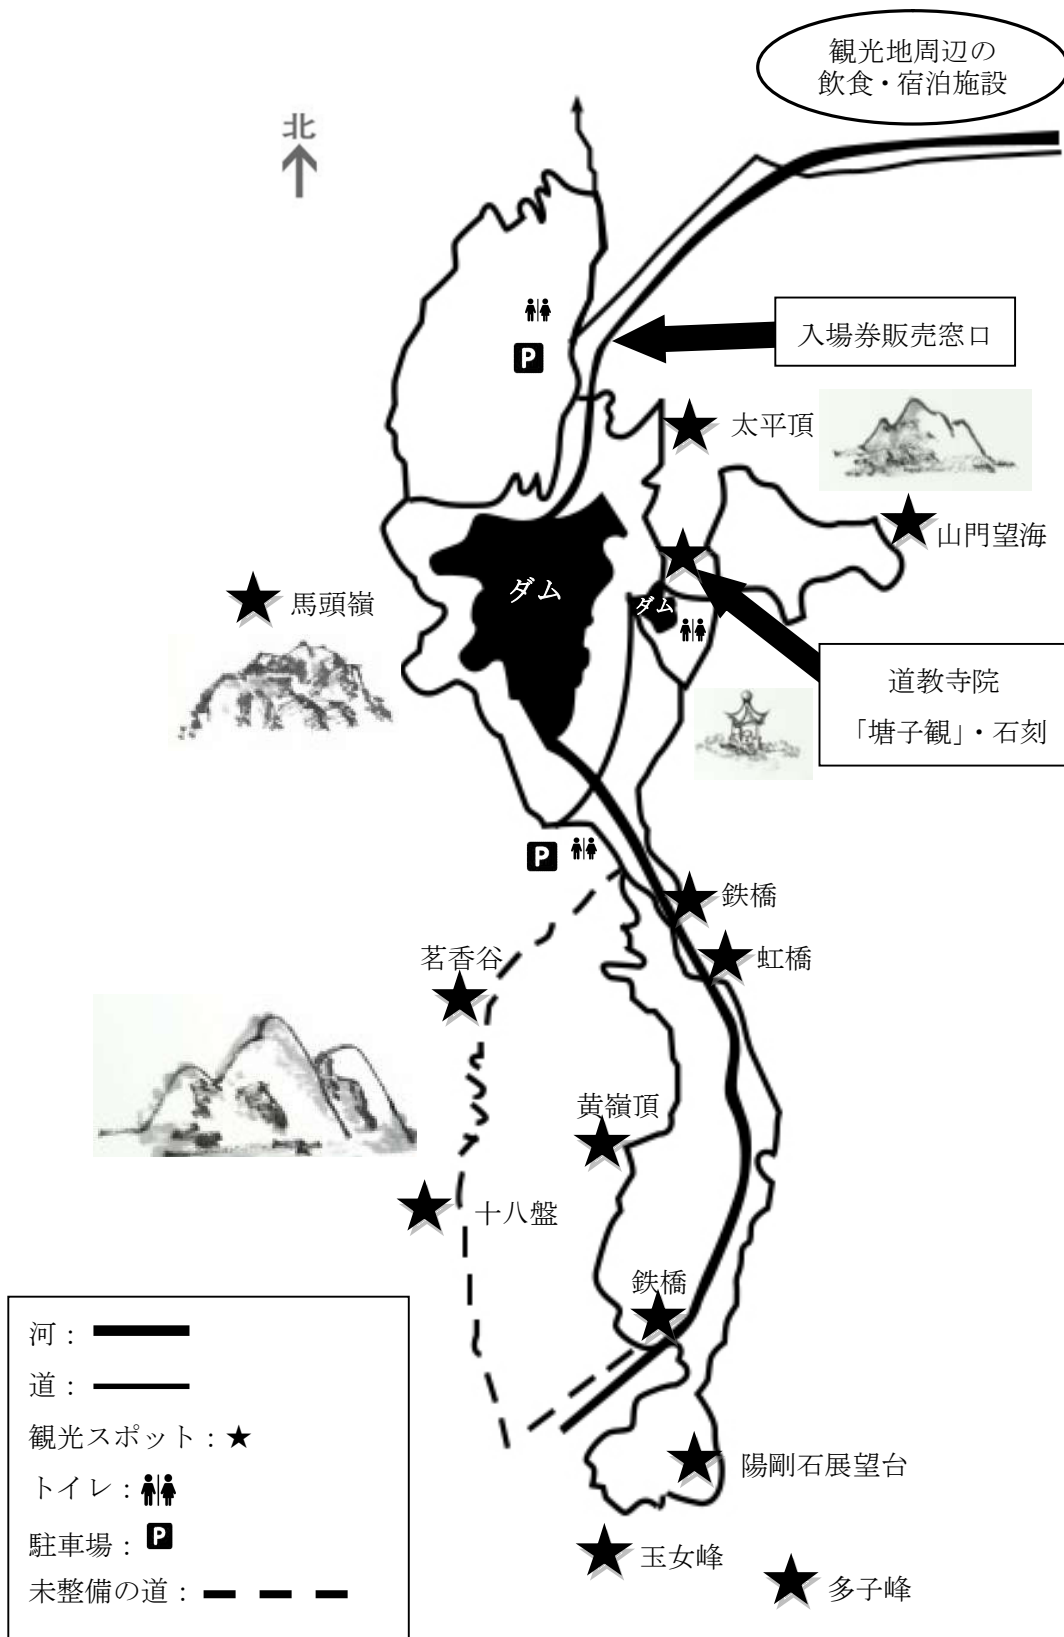 観光地周辺の
飲食・宿泊施設
北
入場券販売窓口
P
太平頂
山門望海
ダム
馬頭嶺
ダム
道教寺院
「塘子観」・石刻
P
鉄橋
虹橋
茗香谷
黄嶺頂
十八盤
鉄橋
陽剛石展望台
玉女峰
多子峰
河：
道：
観光スポット：★
トイレ：
駐車場：P
未整備の道：